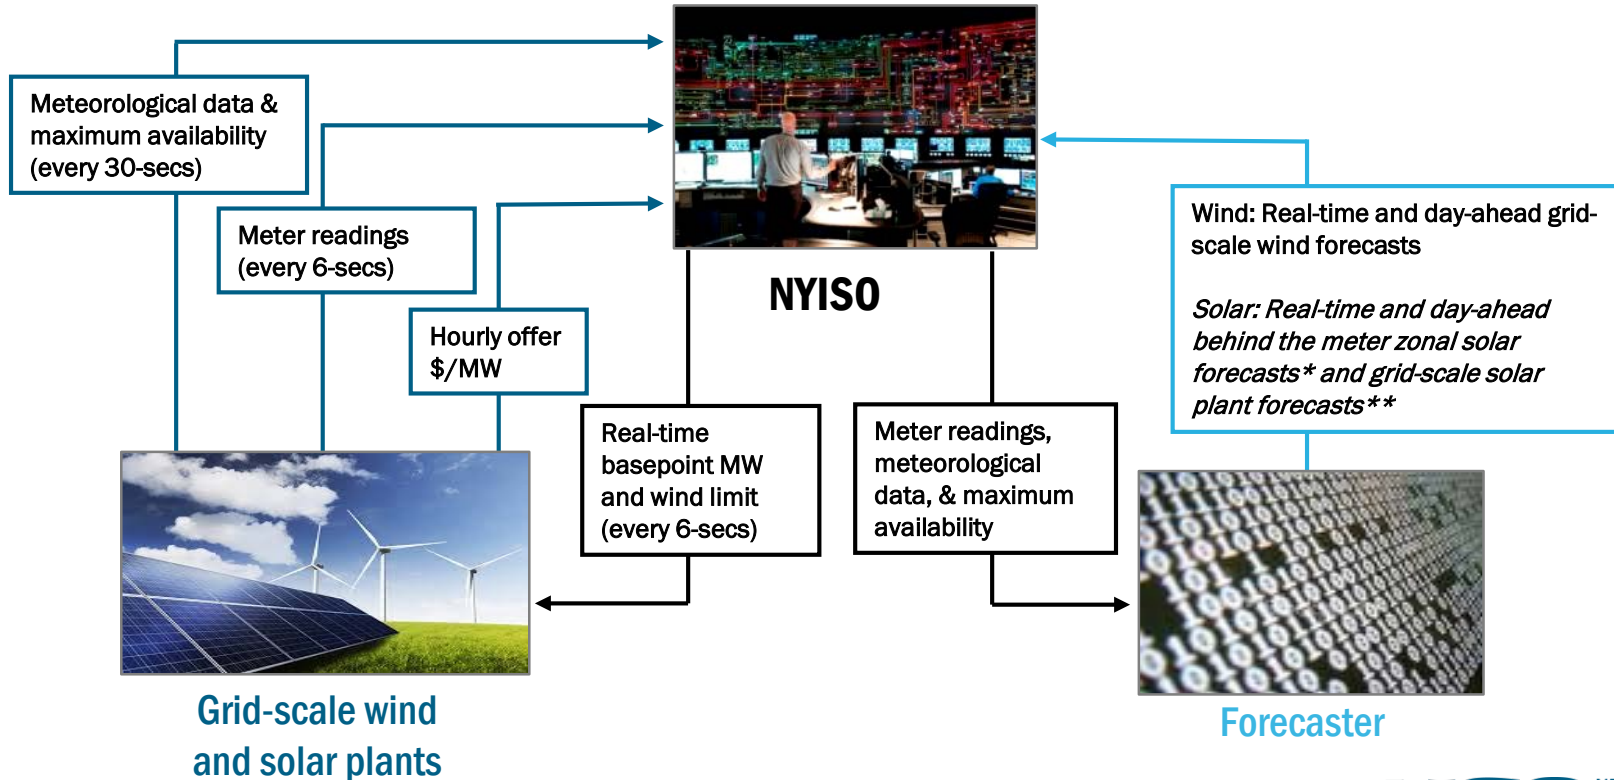 Meteorological data &
maximum availability
(every 30-secs)
Meter readings
(every 6-secs)
Hourly offer
$/MW
NYISO
Real-time
basepoint MW
and wind limit
(every 6-secs)
Meter readings,
meteorological
data, & maximum
availability
Wind: Real-time and day-ahead grid-
scale wind forecasts
Solar: Real-time and day-ahead
behind the meter zonal solar
forecasts* and grid-scale solar
plant forecasts**
Grid-scale wind
and solar plants
Forecaster